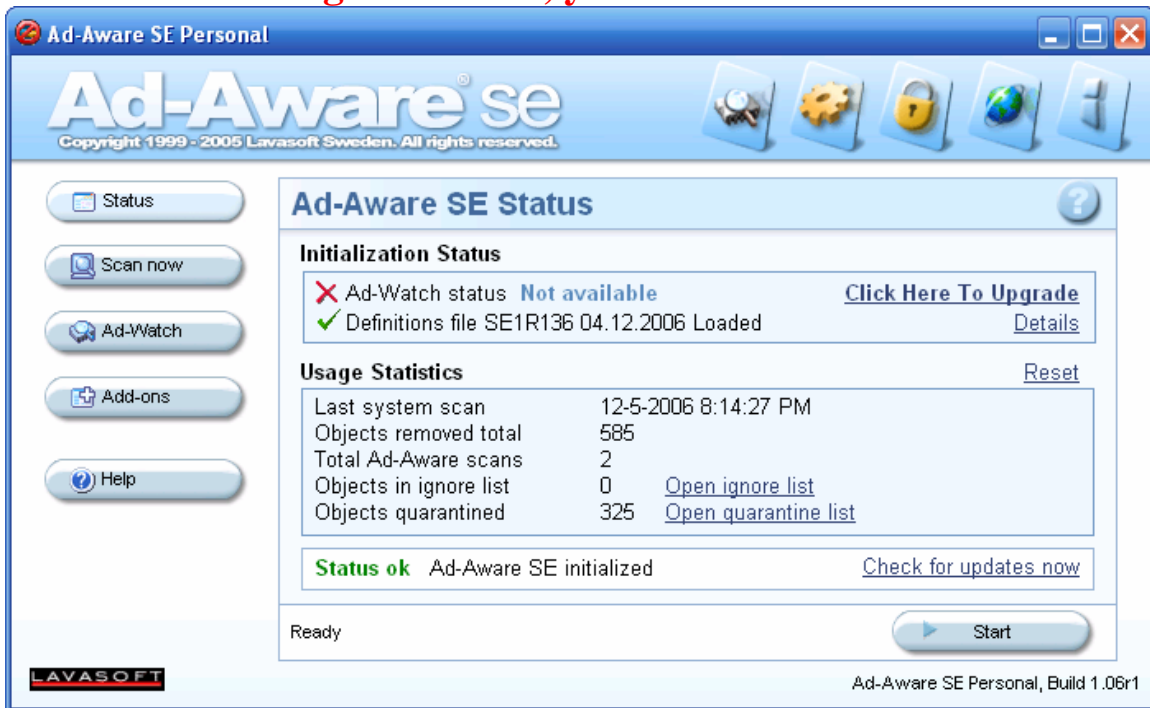 Ad-Aware SE Personal
Ad-Aware® se
Copyright 1999 - 2005 Lavasoft Sweden. All rights reserved.
Status
Scan now
Ad-Watch
Add-ons
Help
Ad-Aware SE Status
Initialization Status
Ad-Watch status Not available Click Here To Upgrade
Definitions file SE1R136 04.12.2006 Loaded Details
Usage Statistics Reset
Last system scan 12-5-2006 8:14:27 PM
Objects removed total 585
Total Ad-Aware scans 2
Objects in ignore list 0 Open ignore list
Objects quarantined 325 Open quarantine list
Status ok Ad-Aware SE initialized Check for updates now
Ready Start
LAVASOFT
Ad-Aware SE Personal, Build 1.06r1